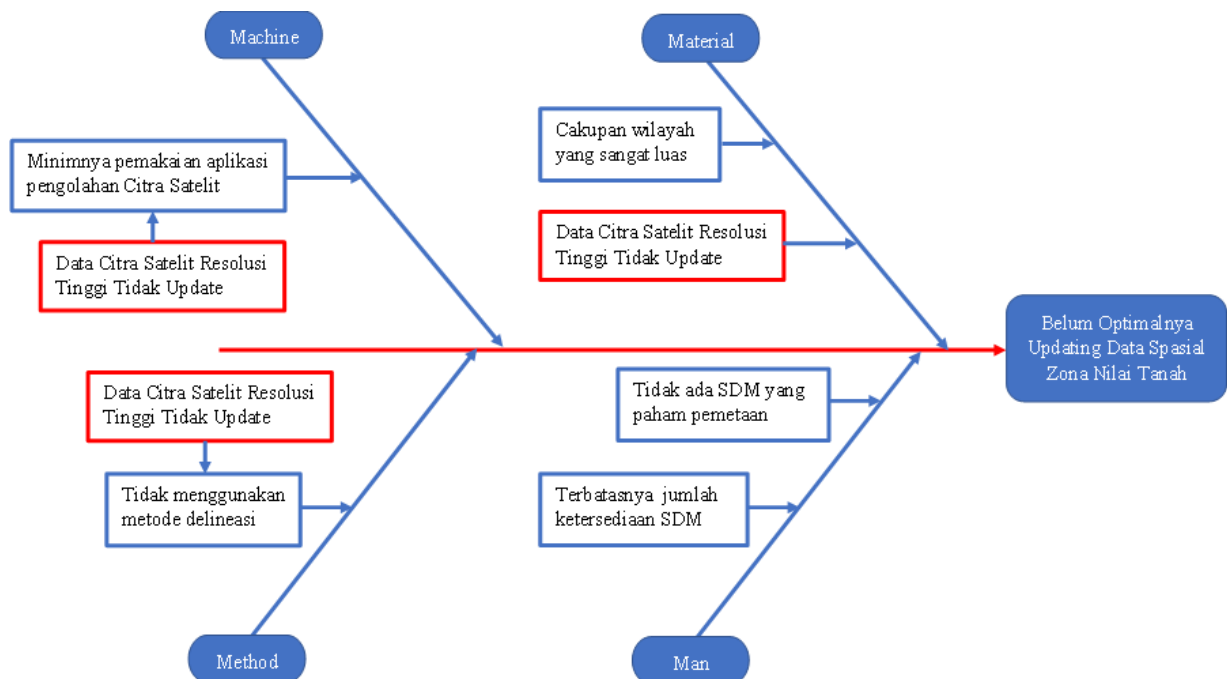 Machine
Material
Minimnya pemakaian aplikasi
pengolahan Citra Satelit
Data Citra Satelit Resolusi
Tinggi Tidak Update
Cakupan wilayah
yang sangat luas
Data Citra Satelit Resolusi
Tinggi Tidak Update
Belum Optimalnya
Updating Data Spasial
Zona Nilai Tanah
Data Citra Satelit Resolusi
Tinggi Tidak Update
Tidak menggunakan
metode delineasi
Tidak ada SDM yang
paham pemetaan
Terbatasnya jumlah
ketersediaan SDM
Method
Man